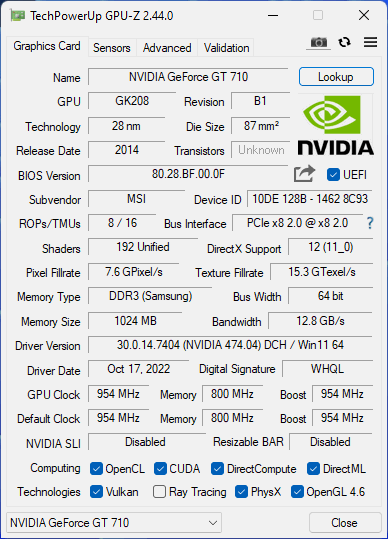 TechPowerUp GPU-Z 2.44.0
Graphics Card Sensors Advanced Validation
Name NVIDIA GeForce GT 710 Lookup
GPU GK208 Revision B1
Technology 28 nm Die Size 87 mm²
Release Date 2014 Transistors Unknown
NVIDIA
BIOS Version 80.28.BF.00.0F UEFI
Subvendor MSI Device ID 10DE 128B - 1462 8C93
ROPs/TMUs 8 / 16 Bus Interface PCIe x8 2.0 @ x8 2.0 ?
Shaders 192 Unified DirectX Support 12 (11_0)
Pixel Fillrate 7.6 GPixel/s Texture Fillrate 15.3 GTexel/s
Memory Type DDR3 (Samsung) Bus Width 64 bit
Memory Size 1024 MB Bandwidth 12.8 GB/s
Driver Version 30.0.14.7404 (NVIDIA 474.04) DCH / Win11 64
Driver Date Oct 17, 2022 Digital Signature WHQL
GPU Clock 954 MHz Memory 800 MHz Boost 954 MHz
Default Clock 954 MHz Memory 800 MHz Boost 954 MHz
NVIDIA SLI Disabled Resizable BAR Disabled
Computing OpenCL CUDA DirectCompute DirectML
Technologies Vulkan Ray Tracing PhysX OpenGL 4.6
NVIDIA GeForce GT 710 Close